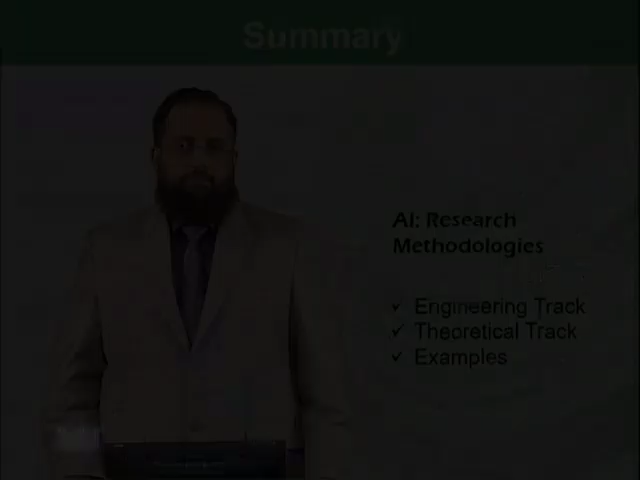 Summary
AI: Research
Methodologies
✓ Engineering Track
✓ Theoretical Track
✓ Examples